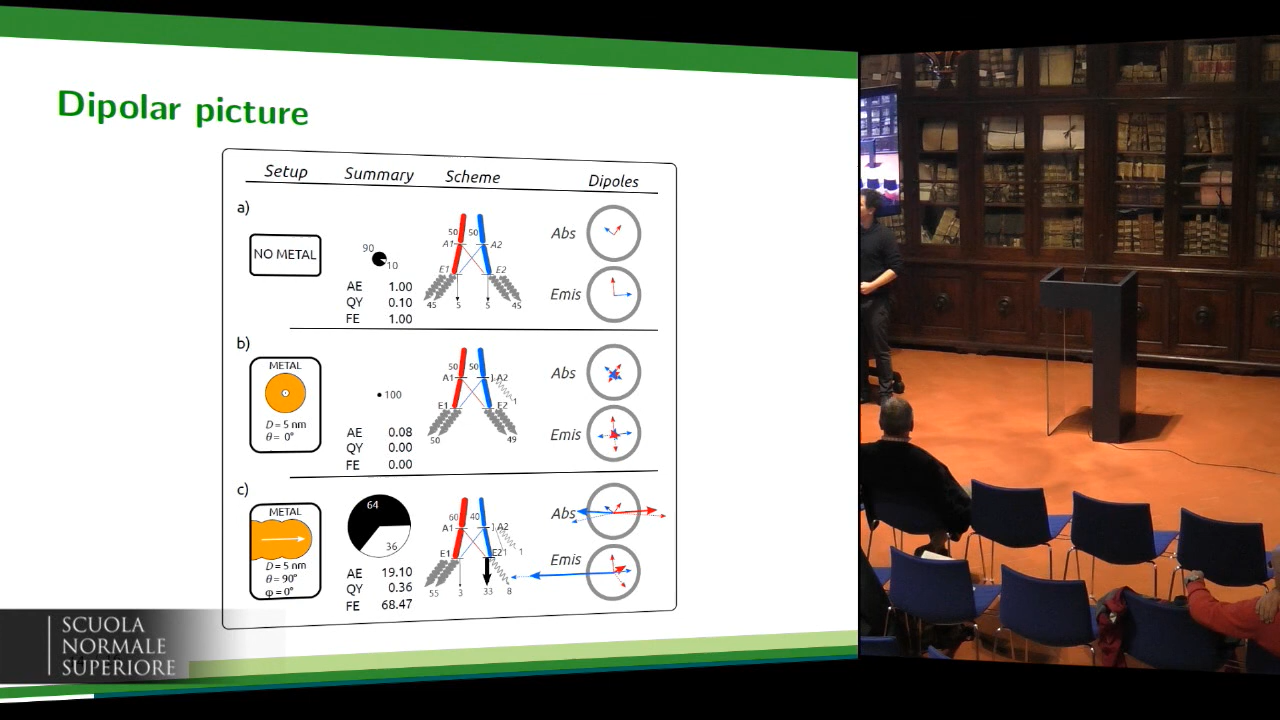 Dipolar picture
Setup Summary Scheme Dipoles
a)
NO METAL
90
10
AE 1.00
QY 0.10
FE 1.00
50 50
A1 A2
E1 E2
45 5 5 45
Abs
Emis
b)
METAL
D = 5 nm
θ = 0°
100
AE 0.08
QY 0.00
FE 0.00
50 50
A1 A2
1
E1 E2
50 49
Abs
Emis
c)
METAL
D = 5 nm
θ = 90°
φ = 0°
64
36
AE 19.10
QY 0.36
FE 68.47
60 40
A1 A2
E1 E2 1 1
55 3 33 8
Abs
Emis
SCUOLA
NORMALE
SUPERIORE